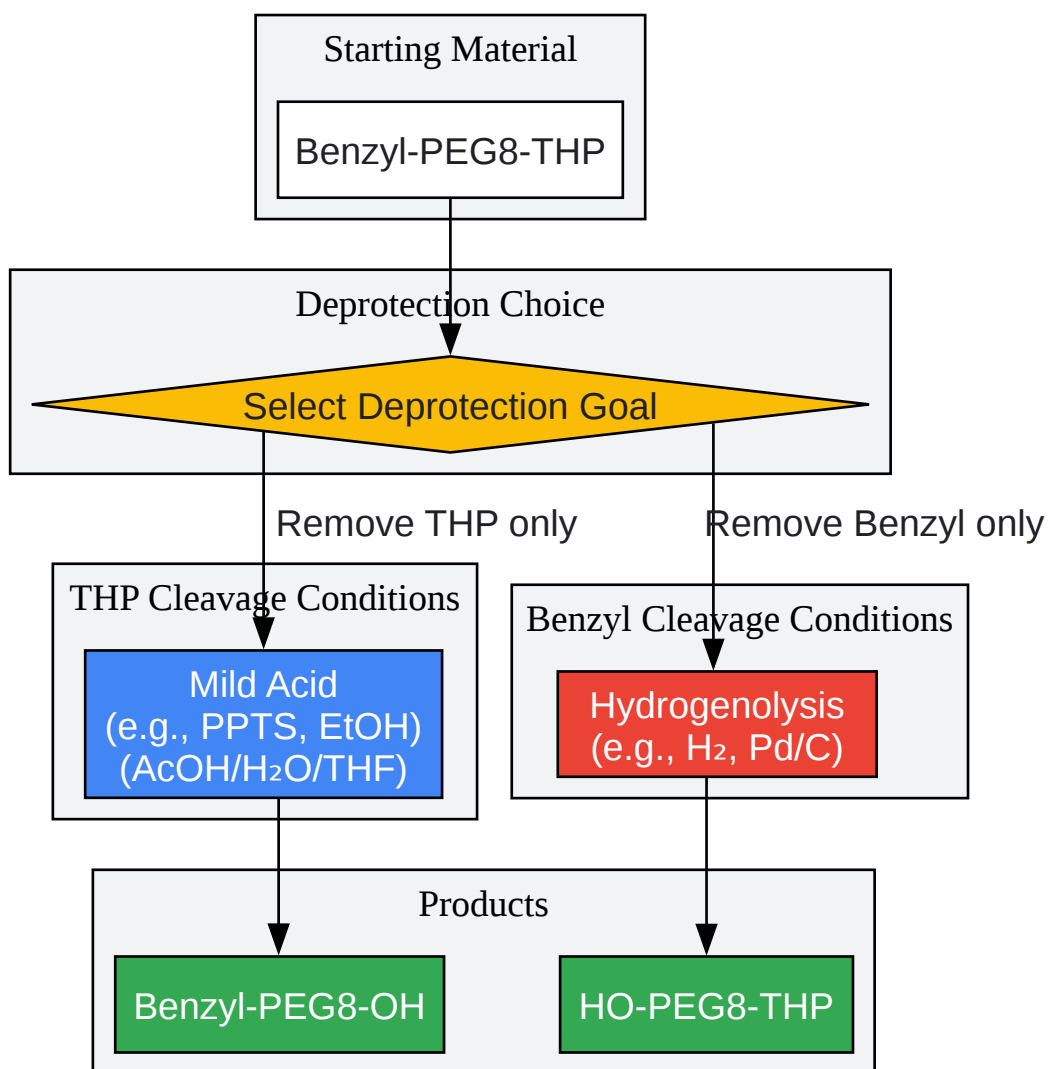 Starting Material
Benzyl-PEG8-THP
Deprotection Choice
Select Deprotection Goal
Remove THP only
Remove Benzyl only
THP Cleavage Conditions
Mild Acid
(e.g., PPTS, EtOH)
(AcOH/H₂O/THF)
Benzyl Cleavage Conditions
Hydrogenolysis
(e.g., H₂, Pd/C)
Products
Benzyl-PEG8-OH
HO-PEG8-THP